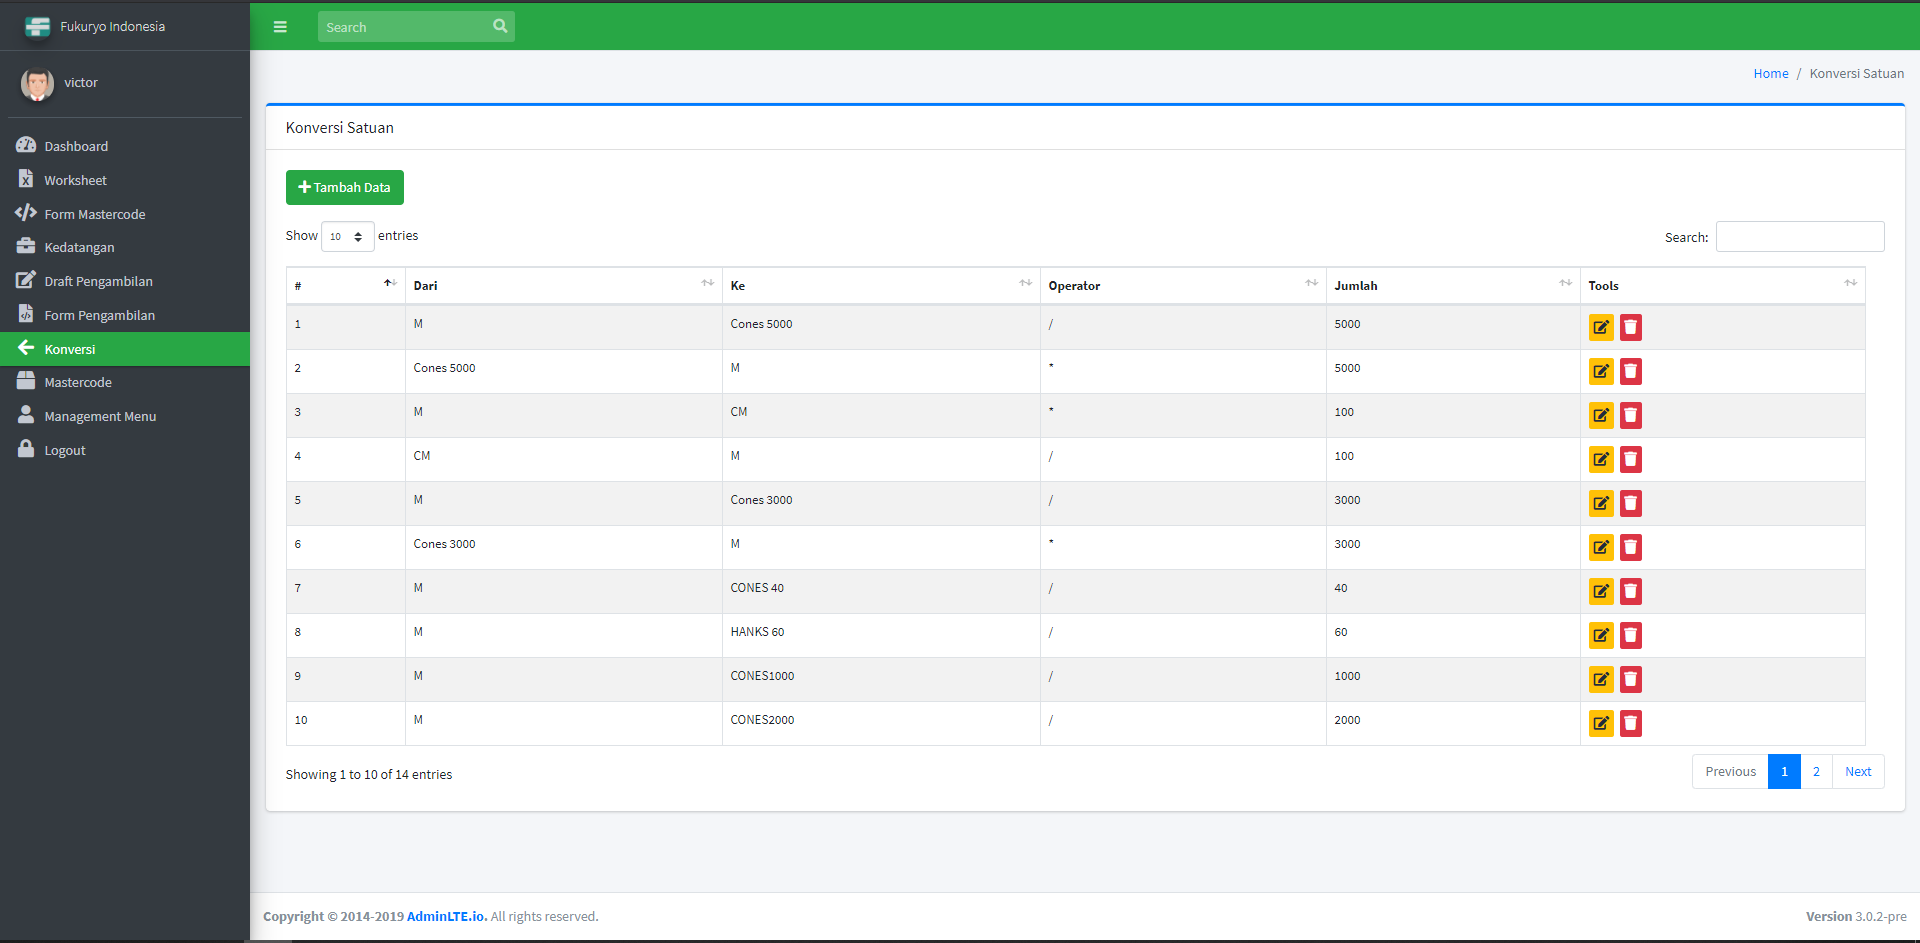 Fukuryo Indonesia
Search
victor
Home / Konversi Satuan
Dashboard
Worksheet
Form Mastercode
Kedatangan
Draft Pengambilan
Form Pengambilan
Konversi
Mastercode
Management Menu
Logout
Konversi Satuan
Tambah Data
Show 10 entries
Search:
# Dari Ke Operator Jumlah Tools
1 M Cones 5000 / 5000
2 Cones 5000 M * 5000
3 M CM * 100
4 CM M / 100
5 M Cones 3000 / 3000
6 Cones 3000 M * 3000
7 M CONES 40 / 40
8 M HANKS 60 / 60
9 M CONES1000 / 1000
10 M CONES2000 / 2000
Showing 1 to 10 of 14 entries
Previous 1 2 Next
Copyright © 2014-2019 AdminLTE.io. All rights reserved.
Version 3.0.2-pre